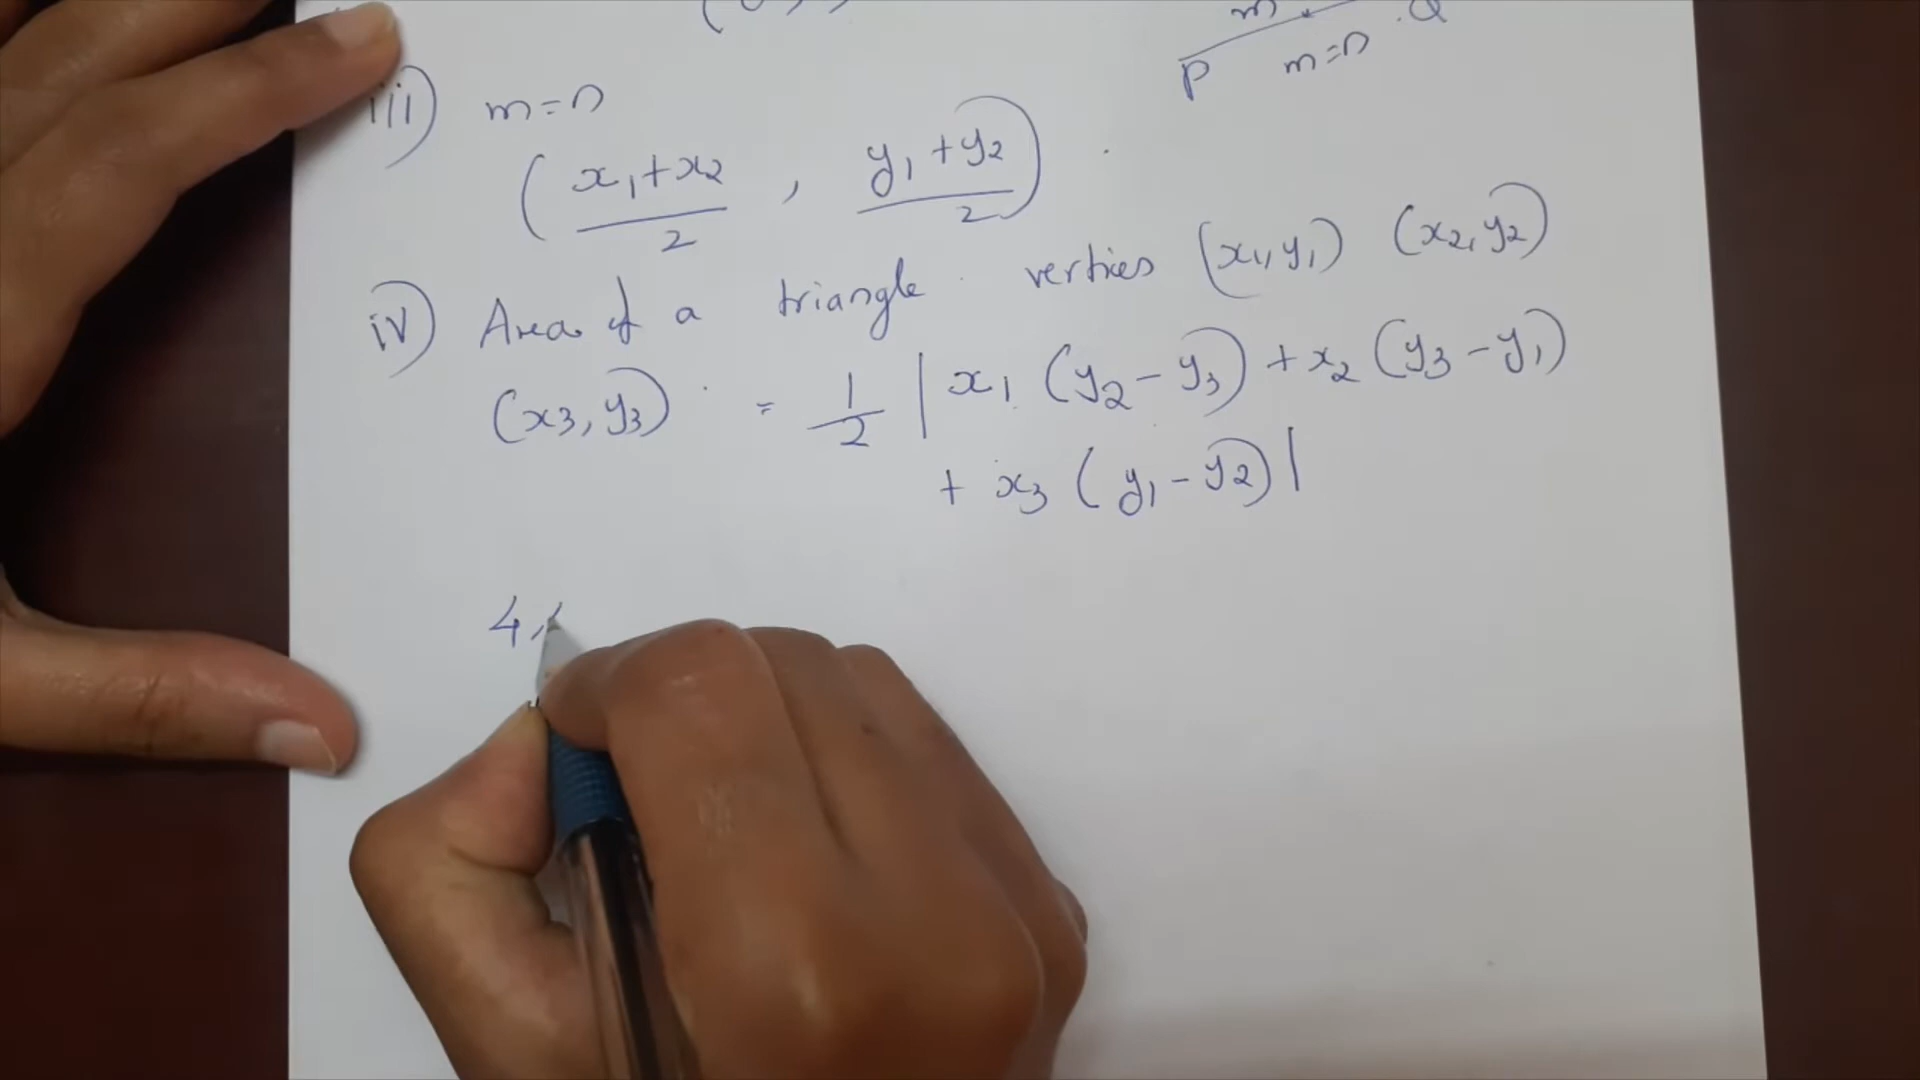 m .Q
P m=n
iii) m=n
(x₁+x₂/2 , y₁+y₂/2)
iv) Area of a triangle vertices (x₁,y₁) (x₂,y₂)
(x3,y3) = 1/2 |x₁(y₂-y₃)+x₂(y₃-y₁)
+ x₃(y₁-y₂)|
4,